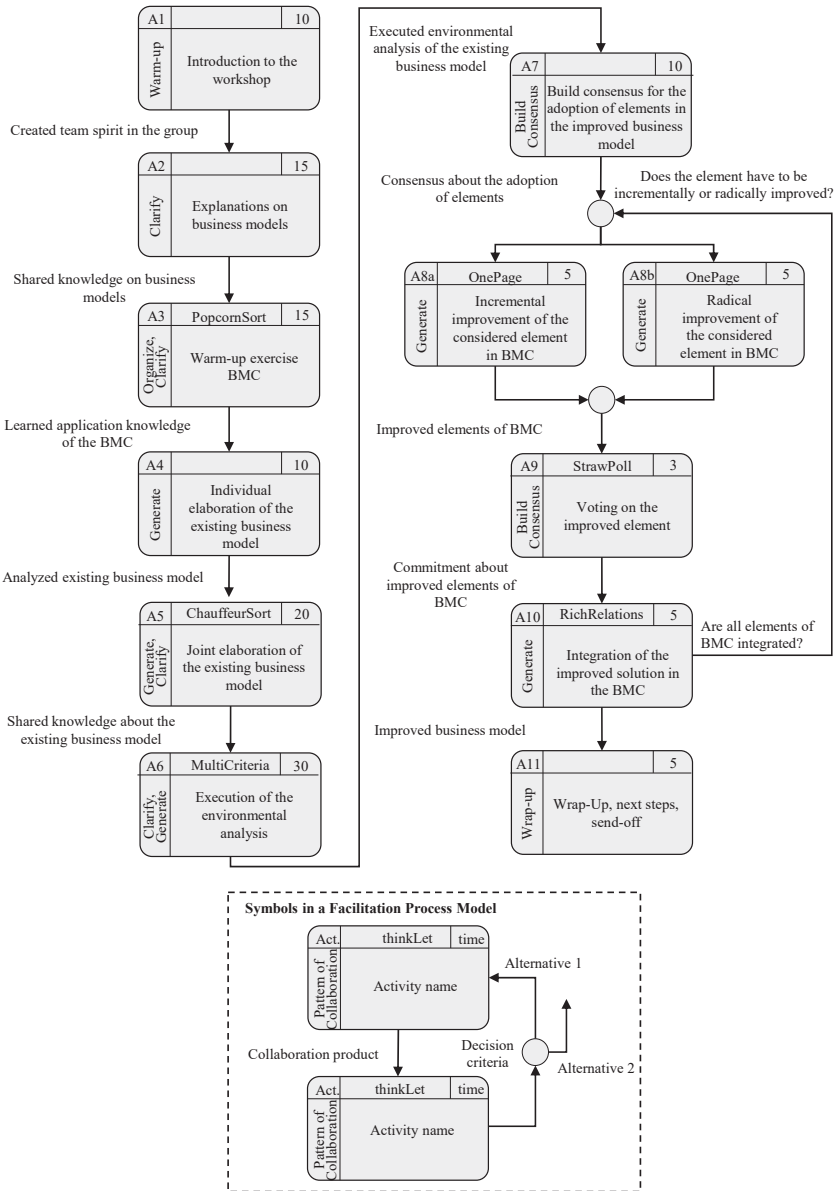 A1 10
Warm-up
Introduction to the
workshop
Created team spirit in the group
A2 15
Clarify
Explanations on
business models
Shared knowledge on business
models
A3 PopcornSort 15
Organize,
Clarify
Warm-up exercise
BMC
Learned application knowledge
of the BMC
A4 10
Generate
Individual
elaboration of the
existing business
model
Analyzed existing business model
A5 ChauffeurSort 20
Generate,
Clarify
Joint elaboration of
the existing business
model
Shared knowledge about the
existing business model
A6 MultiCriteria 30
Clarify,
Generate
Execution of the
environmental
analysis
Executed environmental
analysis of the existing
business model
A7 10
Build
Consensus
Build consensus for the
adoption of elements in
the improved business
model
Consensus about the adoption
of elements
Does the element have to be
incrementally or radically improved?
A8a OnePage 5
Generate
Incremental
improvement of the
considered element
in BMC
A8b OnePage 5
Generate
Radical
improvement of
the considered
element in BMC
Improved elements of BMC
A9 StrawPoll 3
Build
Consensus
Voting on the
improved element
Commitment about
improved elements of
BMC
A10 RichRelations 5
Generate
Integration of the
improved solution in
the BMC
Are all elements of
BMC integrated?
Improved business model
A11 5
Wrap-up
Wrap-Up, next steps,
send-off
Symbols in a Facilitation Process Model
Act. thinkLet time
Pattern of
Collaboration
Activity name
Collaboration product
Alternative 1
Decision
criteria
Alternative 2
Act. thinkLet time
Pattern of
Collaboration
Activity name